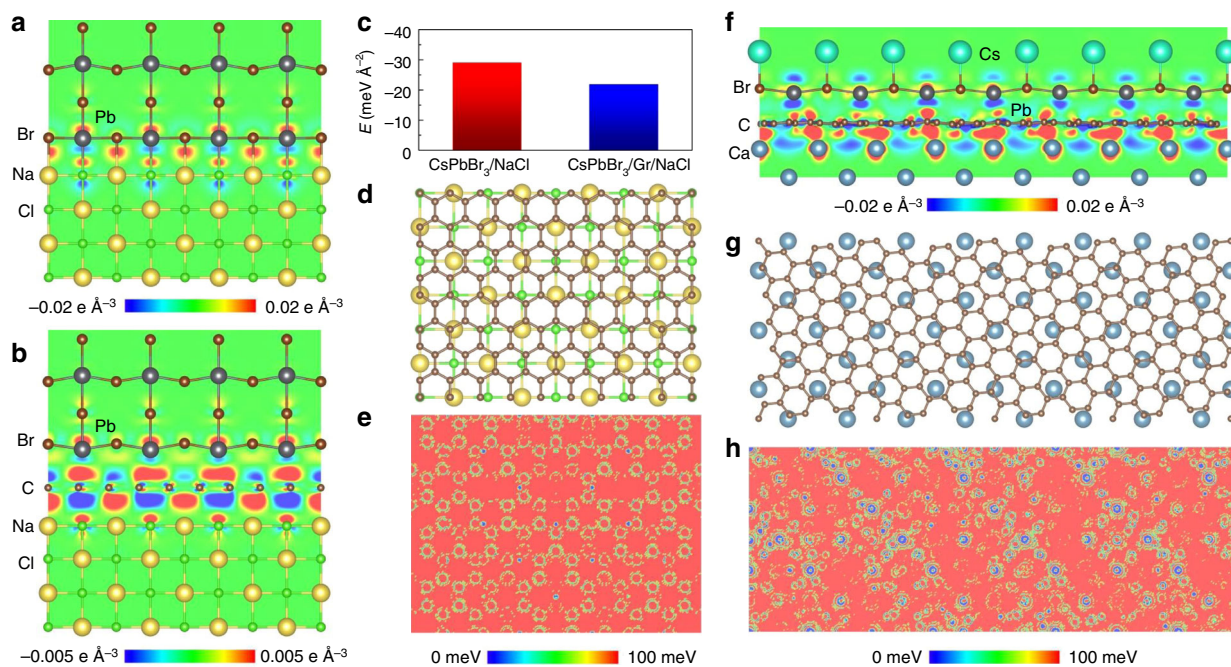 a
Pb
Br
Na
Cl
−0.02 e Å⁻³
0.02 e Å⁻³
b
Pb
Br
C
Na
Cl
−0.005 e Å⁻³
0.005 e Å⁻³
c
−40
−30
−20
−10
0
E (meV Å⁻²)
CsPbBr₃/NaCl
CsPbBr₃/Gr/NaCl
d
e
0 meV
100 meV
f
Cs
Br
Pb
C
Ca
−0.02 e Å⁻³
0.02 e Å⁻³
g
h
0 meV
100 meV